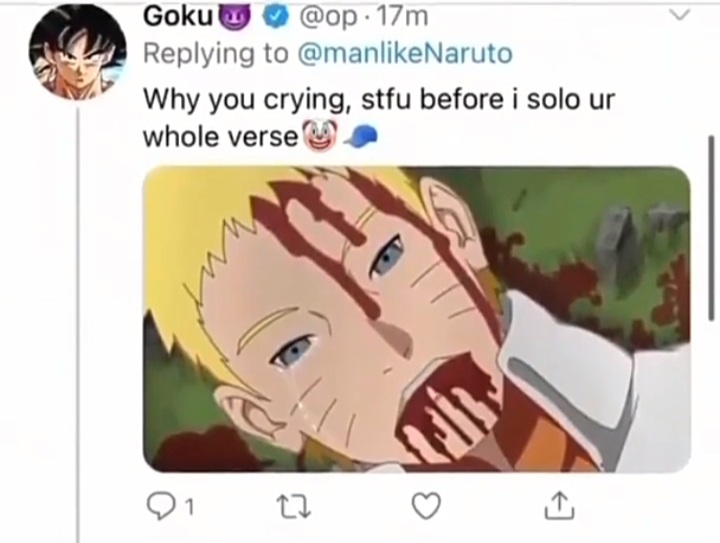 Goku😈 @op · 17m
Replying to @manlikeNaruto
Why you crying, stfu before i solo ur
whole verse🤡🧢
1